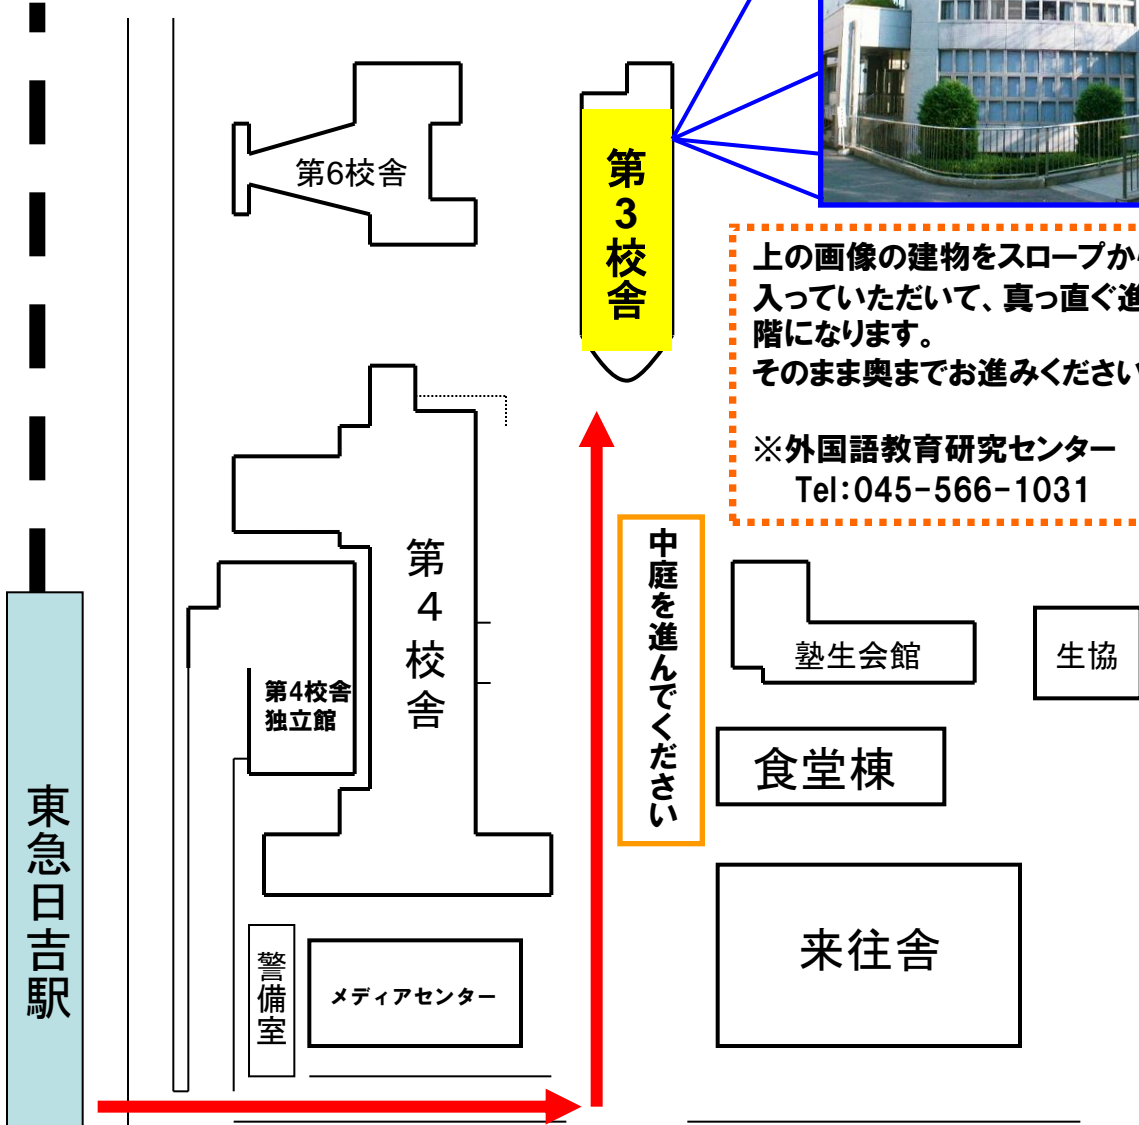 第6校舎
第３校舎
上の画像の建物をスロープから
入っていただいて、真っ直ぐ進
階になります。
そのまま奥までお進みください
※外国語教育研究センター
Tel：045-566-1031
第４校舎
中庭を進んでください
塾生会館
生協
第4校舎
独立館
食堂棟
東急日吉駅
来往舎
警備室
メディアセンター